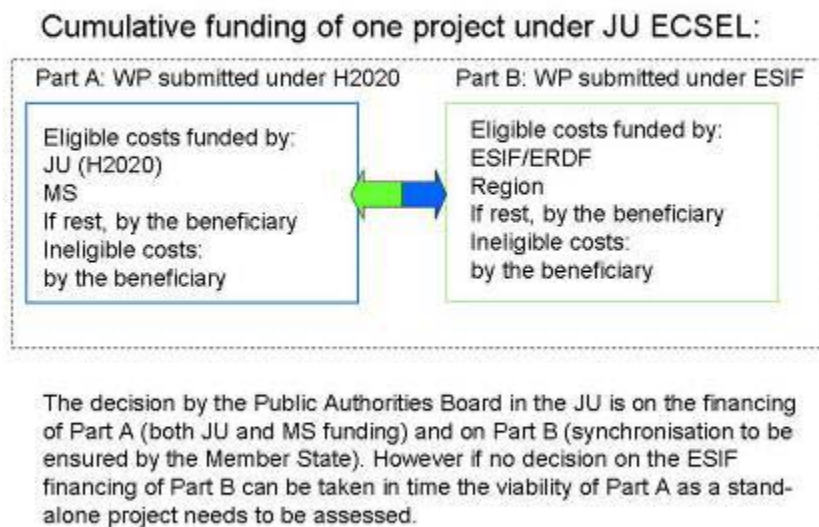 Cumulative funding of one project under JU ECSEL:
Part A: WP submitted under H2020
Eligible costs funded by:
JU (H2020)
MS
If rest, by the beneficiary
Ineligible costs:
by the beneficiary
Part B: WP submitted under ESIF
Eligible costs funded by:
ESIF/ERDF
Region
If rest, by the beneficiary
Ineligible costs:
by the beneficiary
The decision by the Public Authorities Board in the JU is on the financing
of Part A (both JU and MS funding) and on Part B (synchronisation to be
ensured by the Member State). However if no decision on the ESIF
financing of Part B can be taken in time the viability of Part A as a stand-
alone project needs to be assessed.